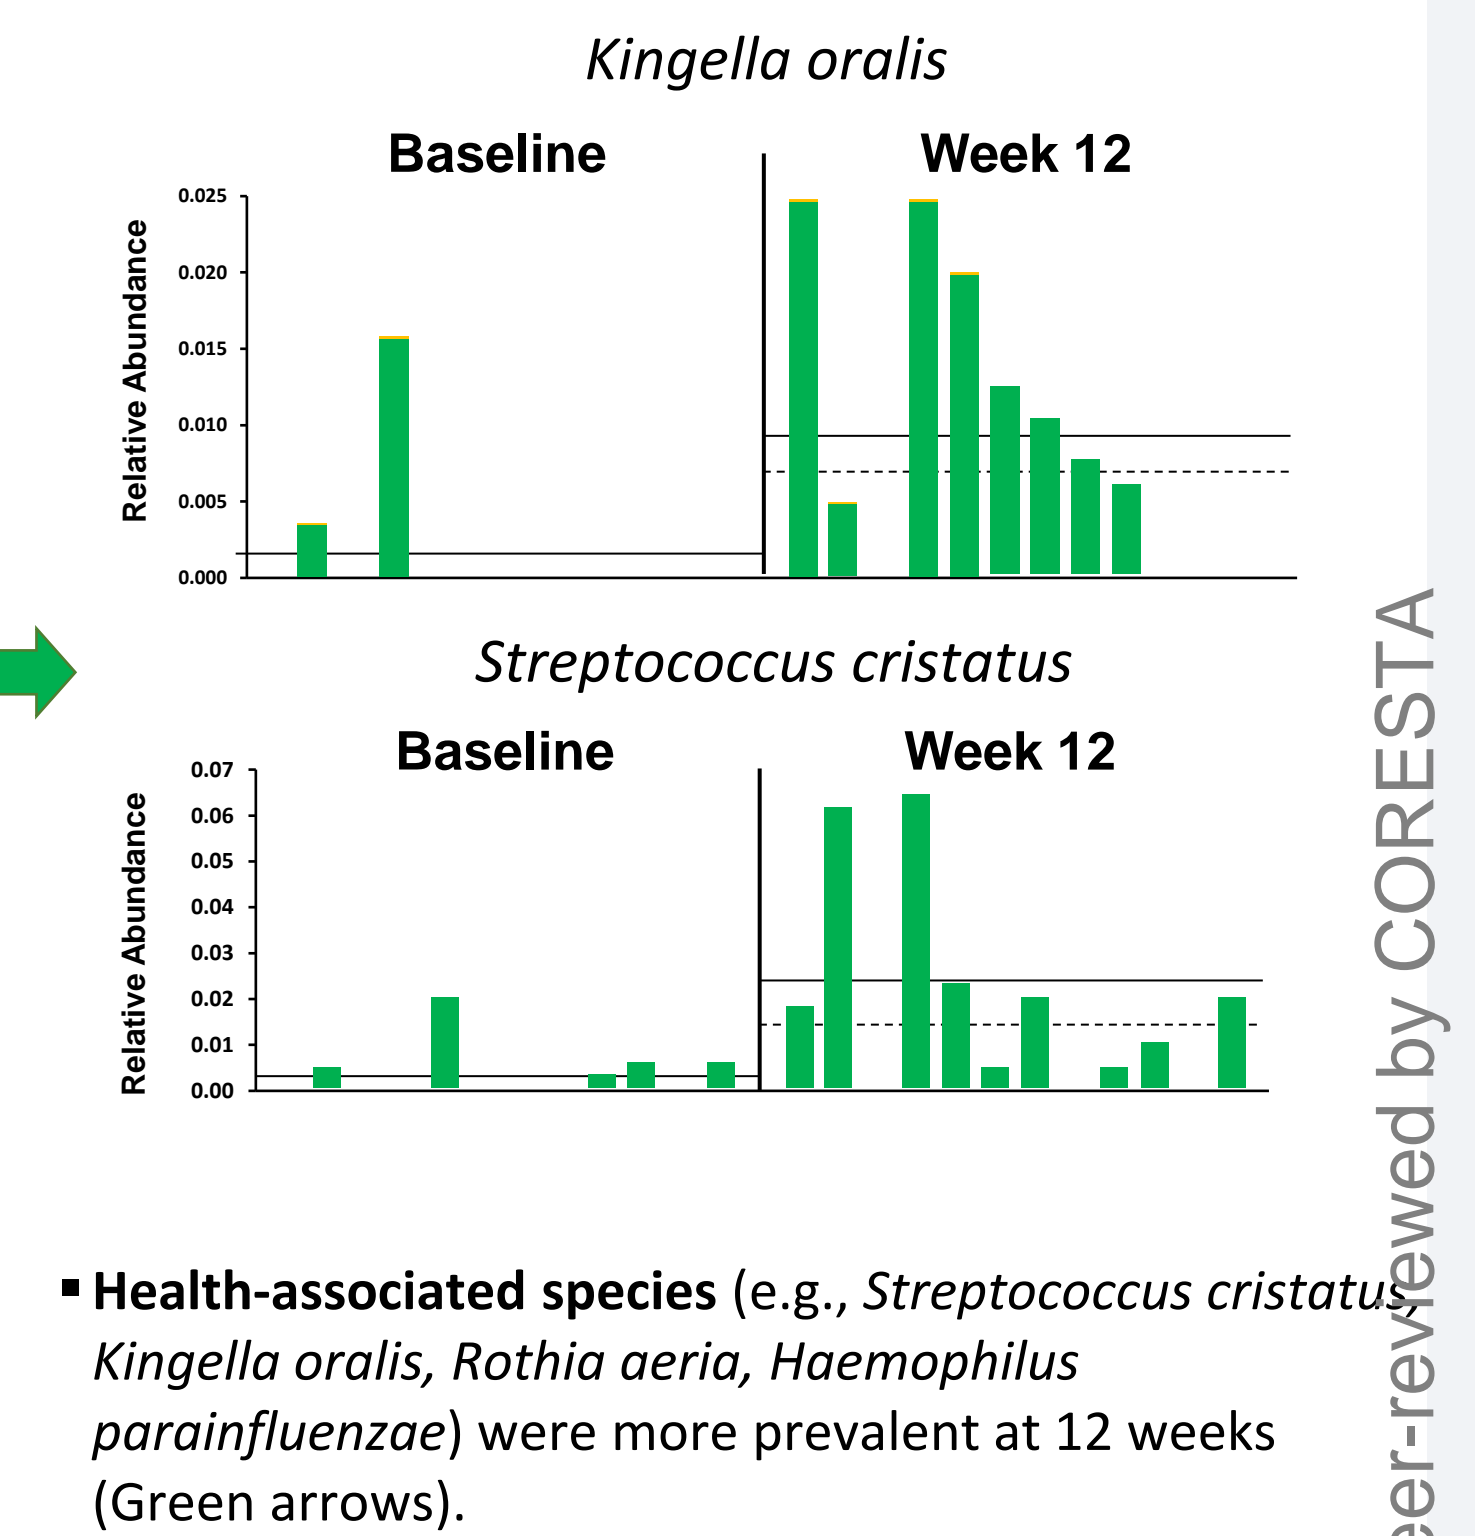 Kingella oralis
Baseline
Week 12
Relative Abundance
0.025
0.020
0.015
0.010
0.005
0.000
Streptococcus cristatus
Baseline
Week 12
Relative Abundance
0.07
0.06
0.05
0.04
0.03
0.02
0.01
0.00
▪ Health-associated species (e.g., Streptococcus cristatus,
Kingella oralis, Rothia aeria, Haemophilus
parainfluenzae) were more prevalent at 12 weeks
(Green arrows).
eer-reviewed by CORESTA